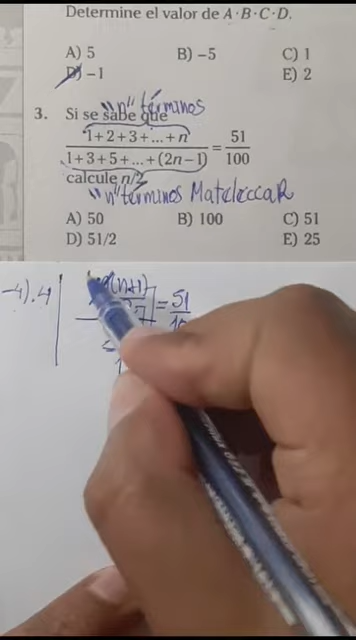 Determine el valor de A·B·C·D.
A) 5 B) −5 C) 1
D) −1 E) 2
"n" términos
3. Si se sabe que
1+2+3+...+n / 1+3+5+...+(2n−1) = 51/100
calcule n/2
"n" términos MateleccaR
A) 50 B) 100 C) 51
D) 51/2 E) 25
−4).4 (n+1) = 51